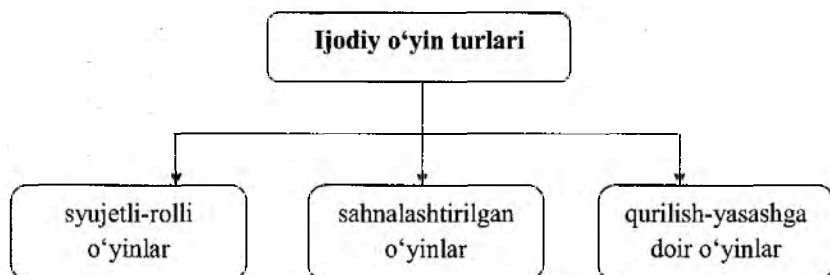 Ijodiy o‘yin turlari
syujetli-rolli
o‘yinlar
sahnalashtirilgan
o‘yinlar
qurilish-yasashga
doir o‘yinlar